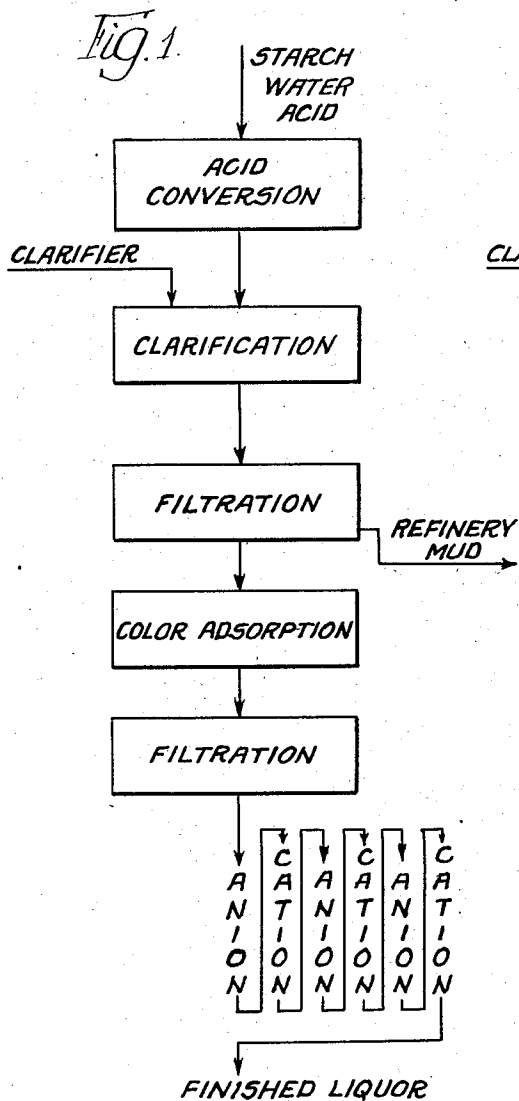 Fig. 1.
STARCH
WATER
ACID
ACID
CONVERSION
CLARIFIER
CLA
CLARIFICATION
FILTRATION
REFINERY
MUD
COLOR ADSORPTION
FILTRATION
ANION
CATION
ANION
CATION
ANION
CATION
FINISHED LIQUOR